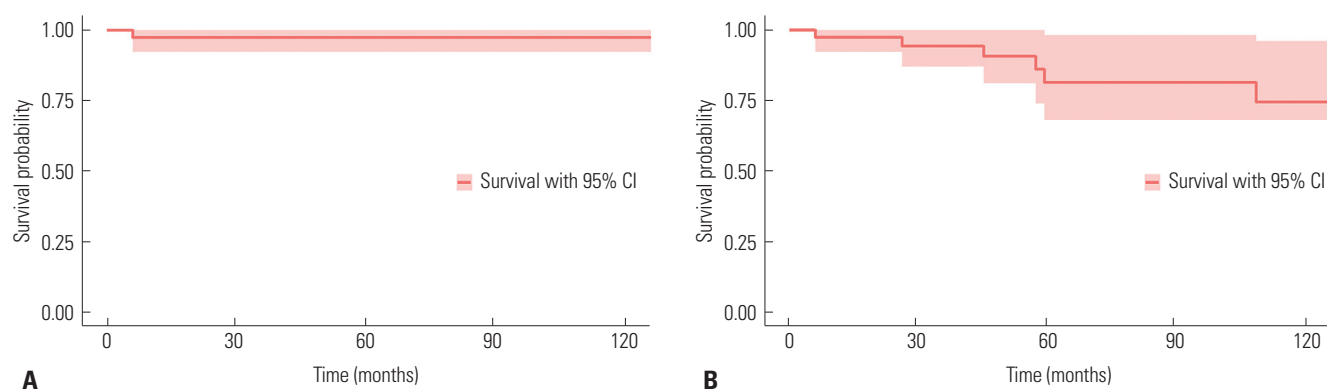 Survival probability
1.00
0.75
0.50
0.25
0.00
Survival with 95% CI
0 30 60 90 120
Time (months)
A
Survival probability
1.00
0.75
0.50
0.25
0.00
Survival with 95% CI
0 30 60 90 120
Time (months)
B